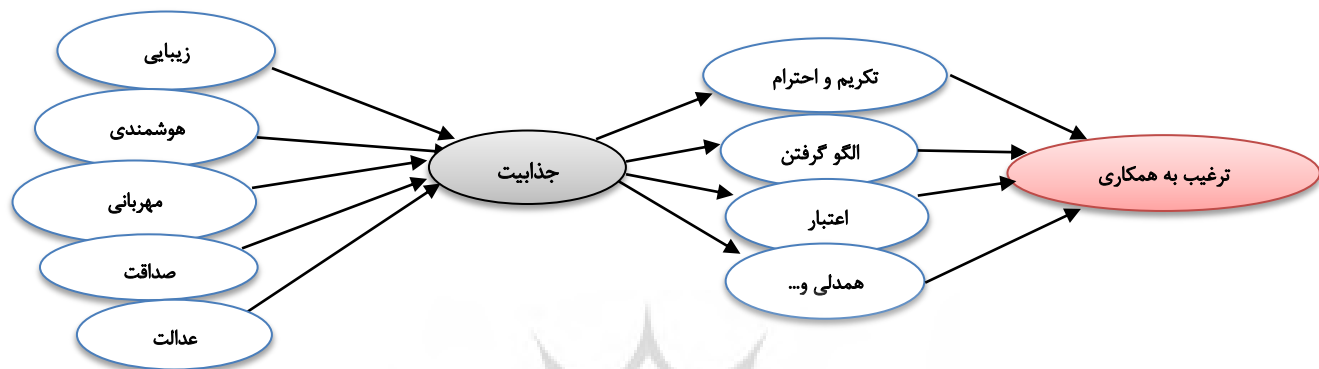 زیبایی
هوشمندی
مهربانی
صداقت
عدالت
جذابیت
تکریم و احترام
الگو گرفتن
اعتبار
همدلی و...
ترغیب به همکاری